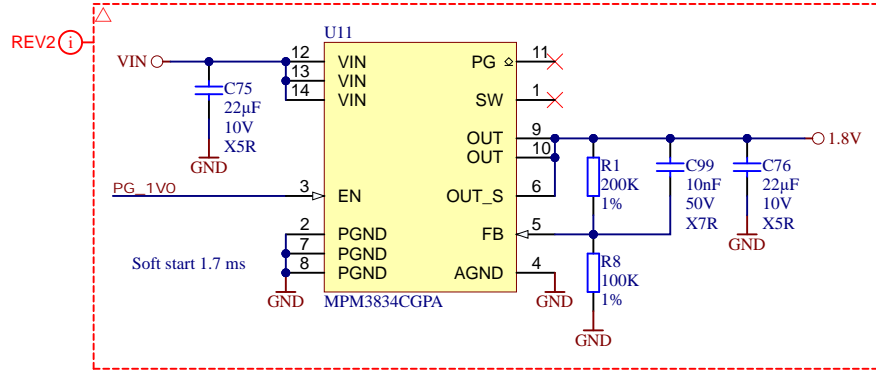 REV2 i
U11
VIN
12 VIN
13 VIN
14 VIN
C75
22µF
10V
X5R
GND
PG_1V0
3 EN
2 PGND
7 PGND
8 PGND
GND
Soft start 1.7 ms
MPM3834CGPA
PG 11
SW 1
OUT 9
OUT 10
OUT_S 6
FB 5
AGND 4
GND
R1
200K
1%
R8
100K
1%
GND
C99
10nF
50V
X7R
C76
22µF
10V
X5R
GND
1.8V